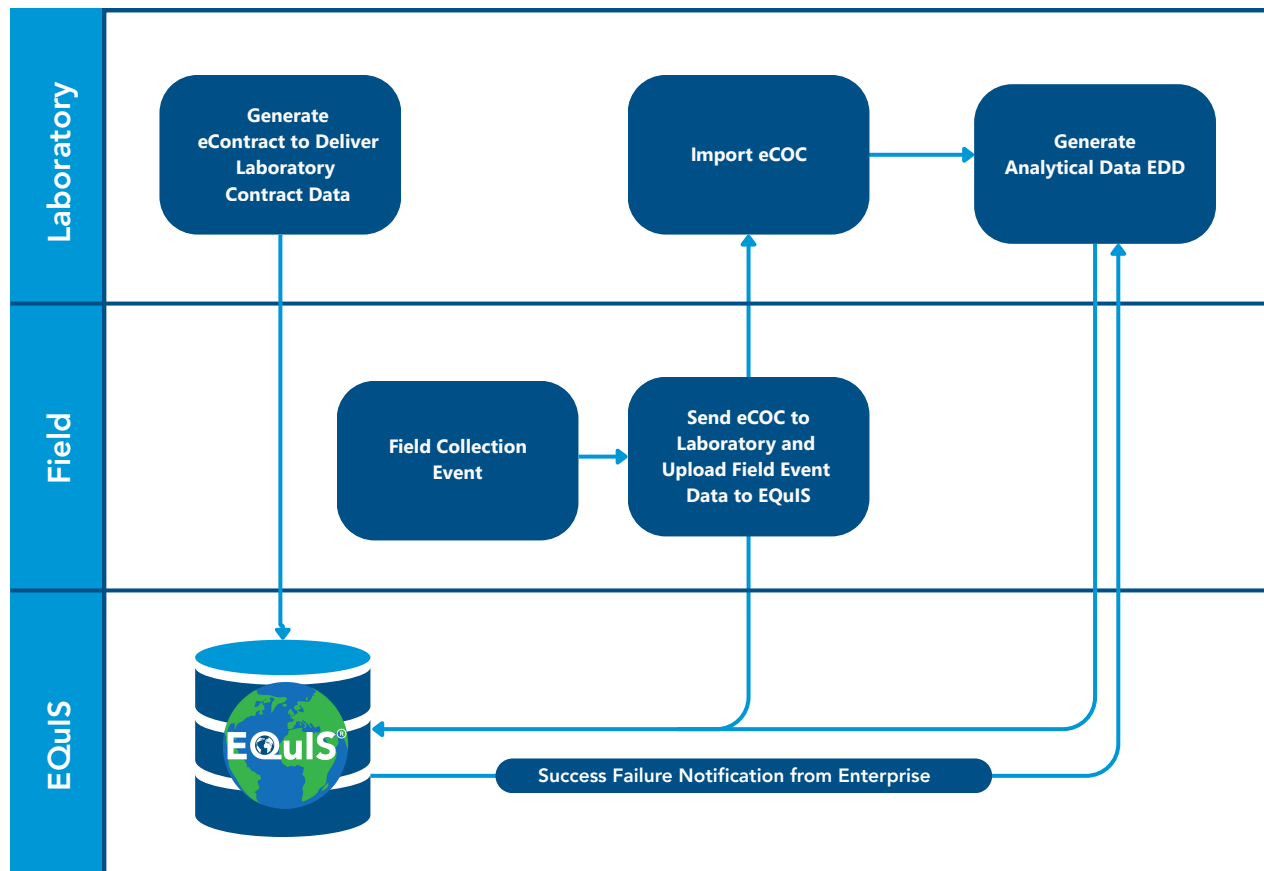 Laboratory
Generate
eContract to Deliver
Laboratory
Contract Data
Import eCOC
Generate
Analytical Data EDD
Field
Field Collection
Event
Send eCOC to
Laboratory and
Upload Field Event
Data to EQuIS
EQuIS
EQuIS®
Success Failure Notification from Enterprise